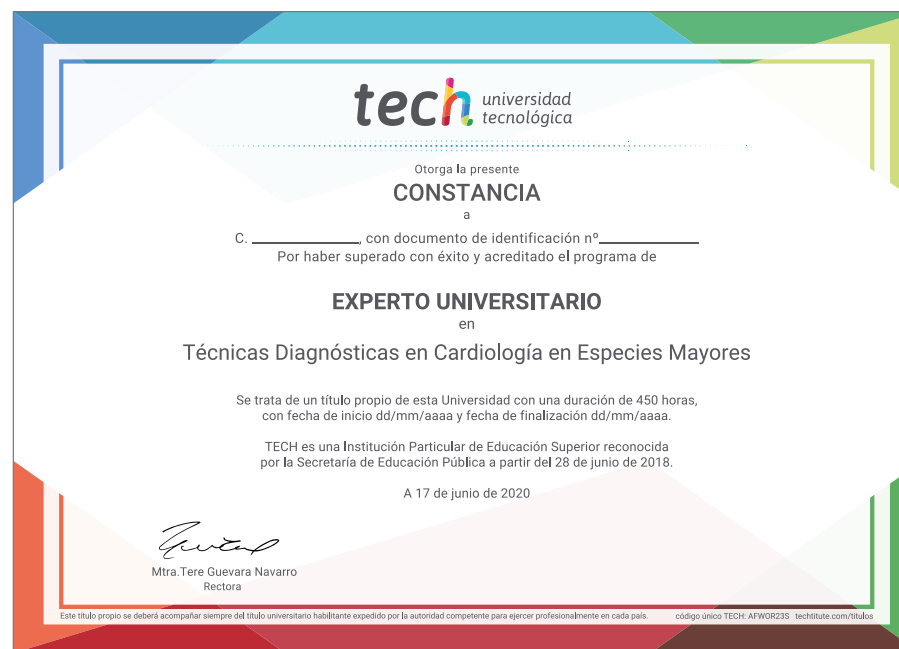 tech universidad
tecnológica
Otorga la presente
CONSTANCIA
a
C. ______________, con documento de identificación nº______________
Por haber superado con éxito y acreditado el programa de
EXPERTO UNIVERSITARIO
en
Técnicas Diagnósticas en Cardiología en Especies Mayores
Se trata de un título propio de esta Universidad con una duración de 450 horas,
con fecha de inicio dd/mm/aaaa y fecha de finalización dd/mm/aaaa.
TECH es una Institución Particular de Educación Superior reconocida
por la Secretaría de Educación Pública a partir del 28 de junio de 2018.
A 17 de junio de 2020
Mtra.Tere Guevara Navarro
Rectora
Este título propio se deberá acompañar siempre del título universitario habilitante expedido por la autoridad competente para ejercer profesionalmente en cada país. código único TECH: AFWOR23S techtitute.com/títulos